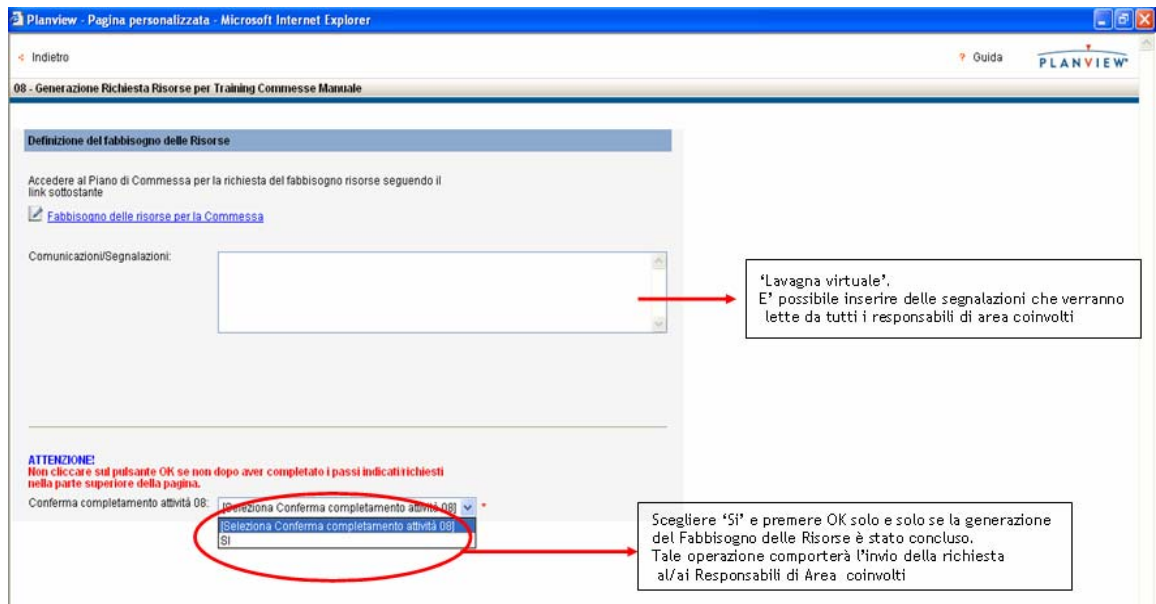 Planview - Pagina personalizzata - Microsoft Internet Explorer
Indietro
Guida
PLANVIEW
08 - Generazione Richiesta Risorse per Training Commesse Manuale
Definizione del fabbisogno delle Risorse
Accedere al Piano di Commessa per la richiesta del fabbisogno risorse seguendo il
link sottostante
Fabbisogno delle risorse per la Commessa
Comunicazioni/Segnalazioni:
'Lavagna virtuale'.
E' possibile inserire delle segnalazioni che verranno
lette da tutti i responsabili di area coinvolti
ATTENZIONE!
Non cliccare sul pulsante OK se non dopo aver completato i passi indicati richiesti
nella parte superiore della pagina.
Conferma completamento attività 08:
[Seleziona Conferma completamento attività 08] *
[Seleziona Conferma completamento attività 08]
SI
Scegliere 'Si' e premere OK solo e solo se la generazione
del Fabbisogno delle Risorse è stato concluso.
Tale operazione comporterà l'invio della richiesta
al/ai Responsabili di Area coinvolti